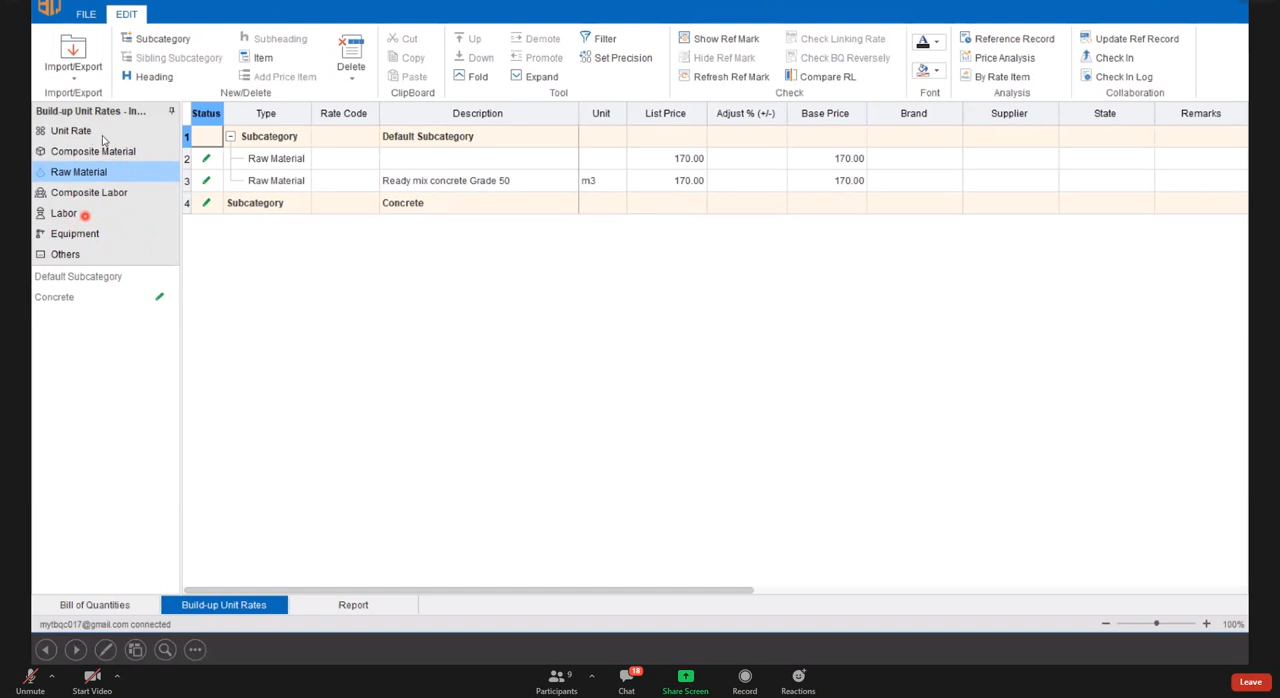 FILE EDIT
Subcategory Subheading Cut Up Demote Filter Show Ref Mark Check Linking Rate A Reference Record Update Ref Record
Sibling Subcategory Item Copy Down Promote Set Precision Hide Ref Mark Check BQ Reversely Price Analysis Check In
Import/Export Heading Add Price Item Delete Paste Fold Expand Refresh Ref Mark Compare RL By Rate Item Check In Log
Import/Export New/Delete ClipBoard Tool Check Font Analysis Collaboration
Build-up Unit Rates - In...
Unit Rate
Composite Material
Raw Material
Composite Labor
Labor
Equipment
Others
Default Subcategory
Concrete
Status Type Rate Code Description Unit List Price Adjust % (+/-) Base Price Brand Supplier State Remarks
1 Subcategory Default Subcategory
2 Raw Material 170.00 170.00
3 Raw Material Ready mix concrete Grade 50 m3 170.00 170.00
4 Subcategory Concrete
Bill of Quantities Build-up Unit Rates Report
mytbqc017@gmail.com connected 100%
Unmute Start Video Participants 9 Chat 18 Share Screen Record Reactions Leave